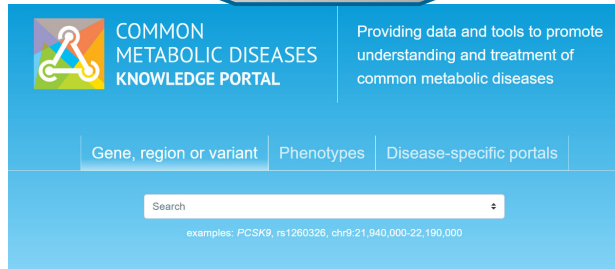 COMMON
METABOLIC DISEASES
KNOWLEDGE PORTAL
Providing data and tools to promote
understanding and treatment of
common metabolic diseases
Gene, region or variant
Phenotypes
Disease-specific portals
Search
examples: PCSK9, rs1260326, chr9:21,940,000-22,190,000